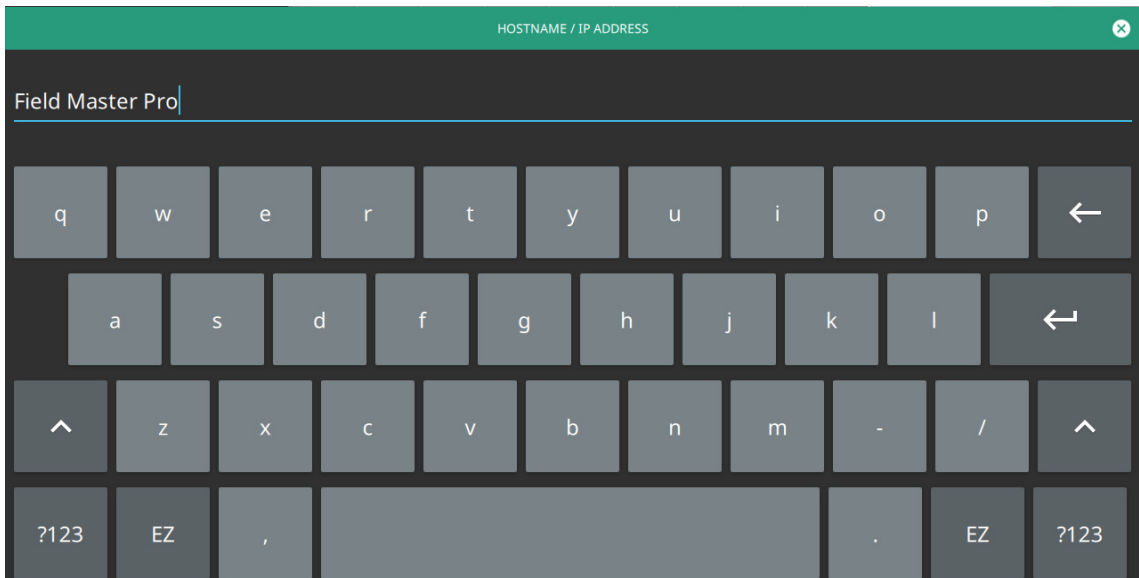 HOSTNAME / IP ADDRESS
Field Master Pro
q w e r t y u i o p
a s d f g h j k l
z x c v b n m - /
?123 EZ , . EZ ?123